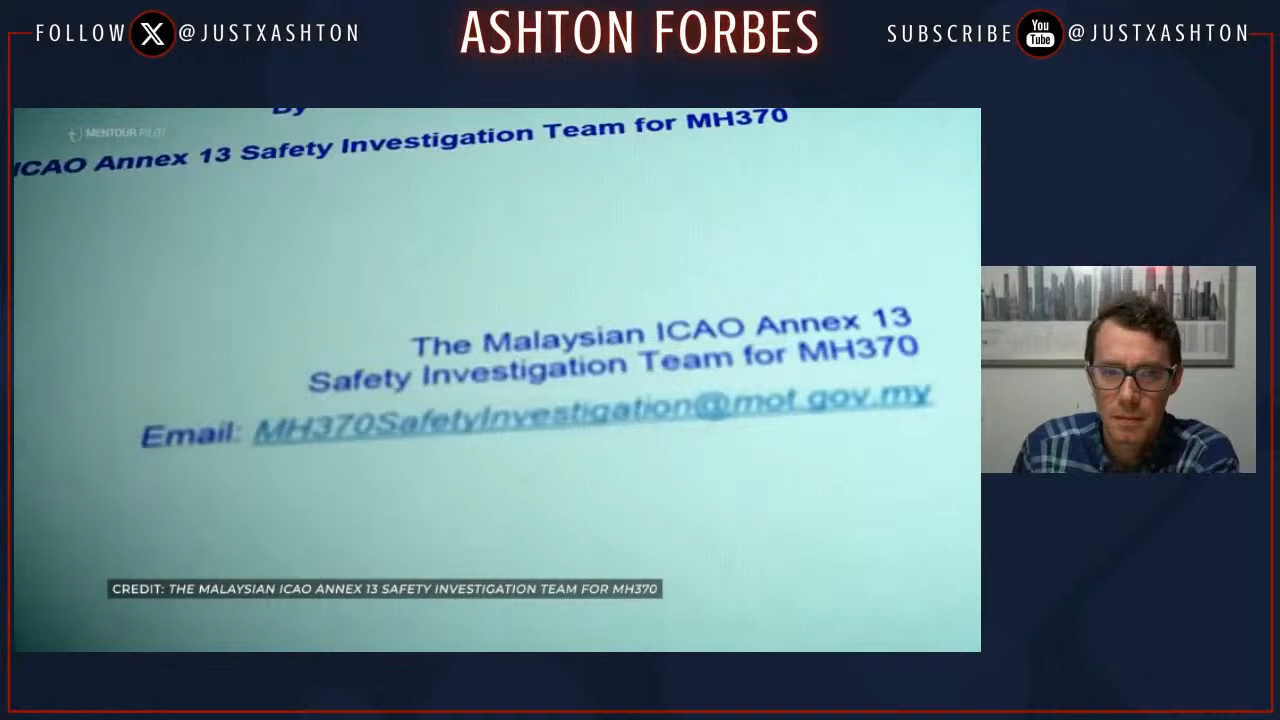 FOLLOW X @JUSTXASHTON
ASHTON FORBES
SUBSCRIBE You Tube @JUSTXASHTON
MENTOUR PILOT
By
ICAO Annex 13 Safety Investigation Team for MH370
The Malaysian ICAO Annex 13
Safety Investigation Team for MH370
Email: MH370SafetyInvestigation@mot.gov.my
CREDIT: THE MALAYSIAN ICAO ANNEX 13 SAFETY INVESTIGATION TEAM FOR MH370